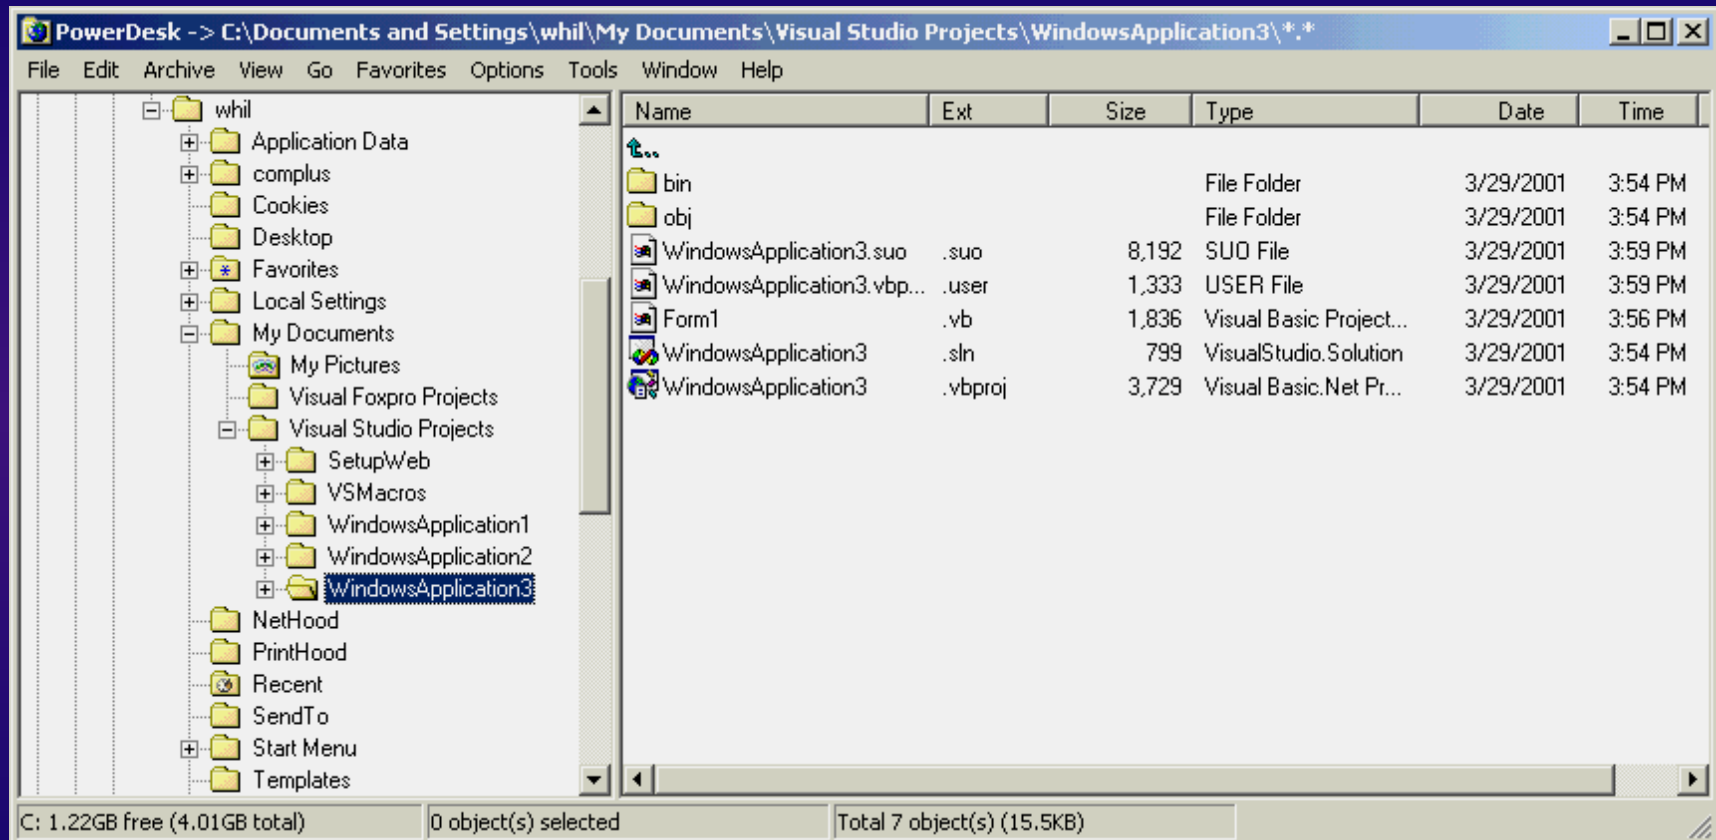 PowerDesk -> C:\Documents and Settings\whil\My Documents\Visual Studio Projects\WindowsApplication3\*.*
File Edit Archive View Go Favorites Options Tools Window Help
whil
Application Data
complus
Cookies
Desktop
Favorites
Local Settings
My Documents
My Pictures
Visual Foxpro Projects
Visual Studio Projects
SetupWeb
VSMacros
WindowsApplication1
WindowsApplication2
WindowsApplication3
NetHood
PrintHood
Recent
SendTo
Start Menu
Templates
Name Ext Size Type Date Time
..
bin File Folder 3/29/2001 3:54 PM
obj File Folder 3/29/2001 3:54 PM
WindowsApplication3.suo .suo 8,192 SUO File 3/29/2001 3:59 PM
WindowsApplication3.vbp... .user 1,333 USER File 3/29/2001 3:59 PM
Form1 .vb 1,836 Visual Basic Project... 3/29/2001 3:56 PM
WindowsApplication3 .sln 799 VisualStudio.Solution 3/29/2001 3:54 PM
WindowsApplication3 .vbproj 3,729 Visual Basic.Net Pr... 3/29/2001 3:54 PM
C: 1.22GB free (4.01GB total) 0 object(s) selected Total 7 object(s) (15.5KB)